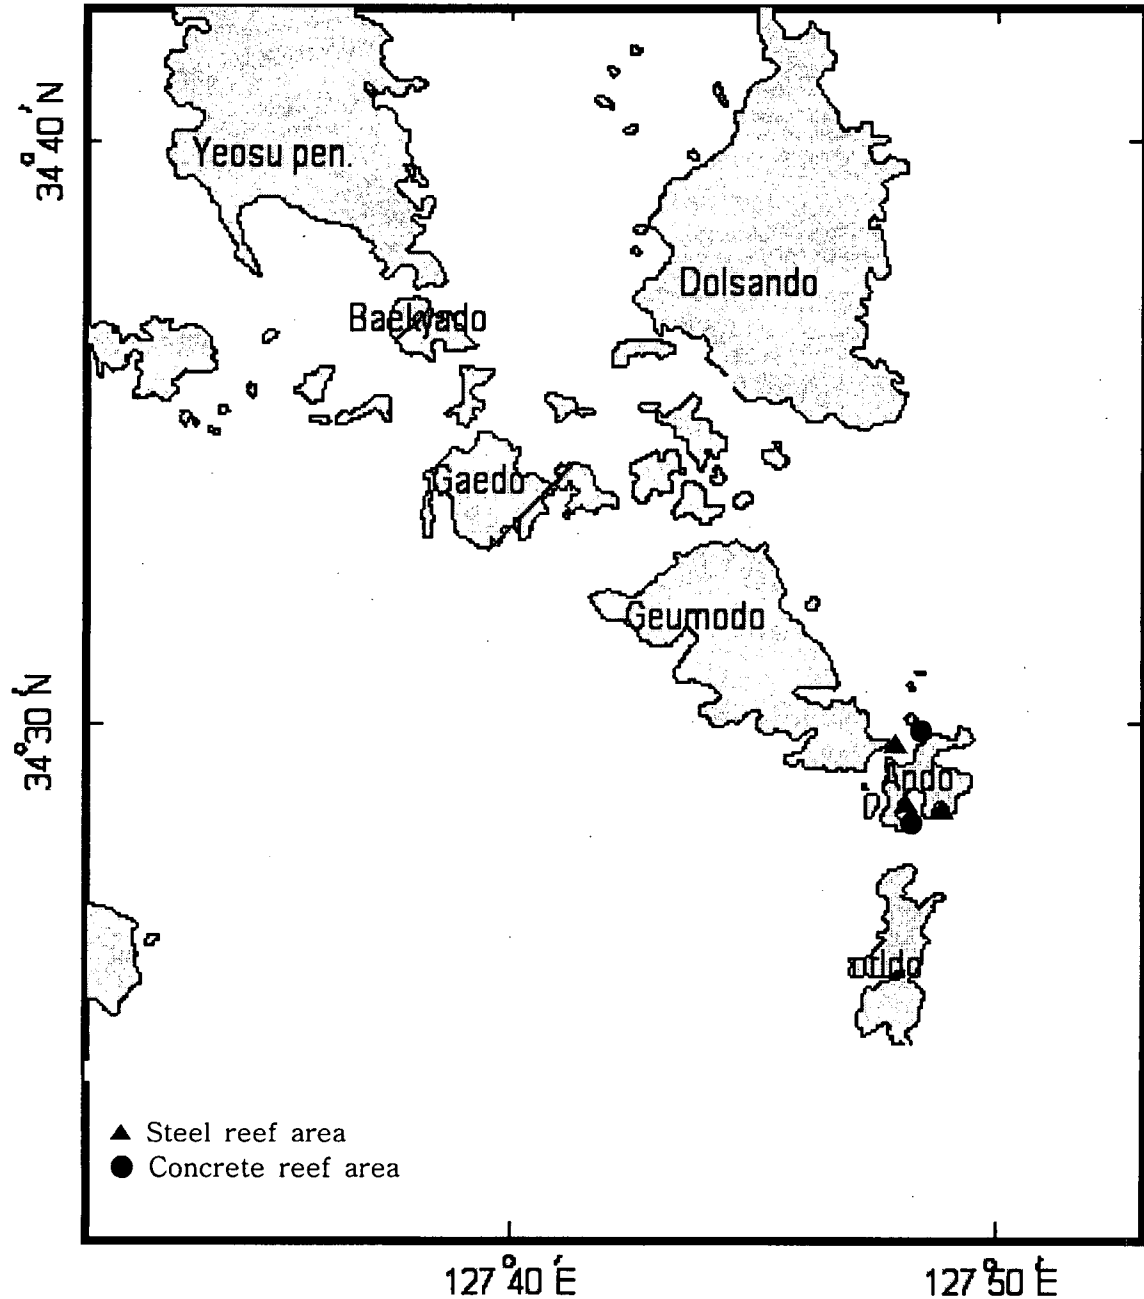 34° 40′ N
Yeosu pen.
Dolsando
Baekyado
Gaedo
Geumodo
34° 30′ N
Ando
▲ Steel reef area
● Concrete reef area
127° 40′ E
127° 50′ E